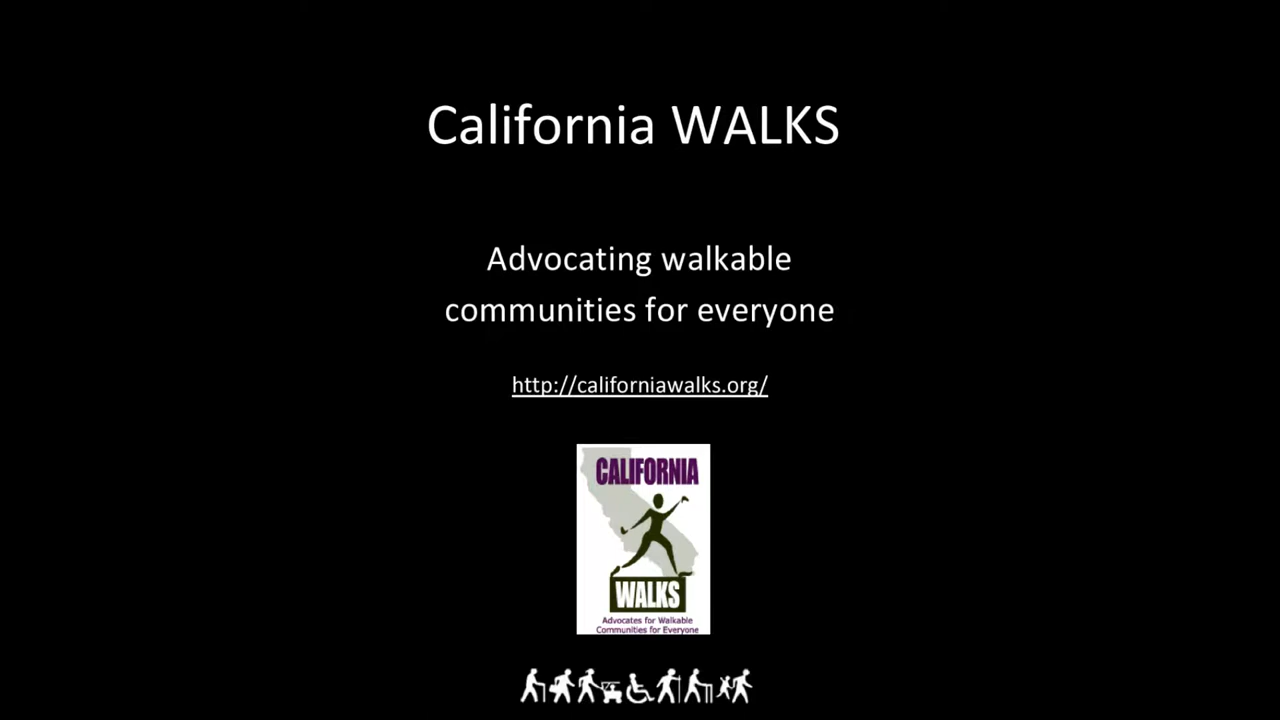 California WALKS
Advocating walkable
communities for everyone
http://californiawalks.org/
CALIFORNIA
WALKS
Advocates for Walkable
Communities for Everyone